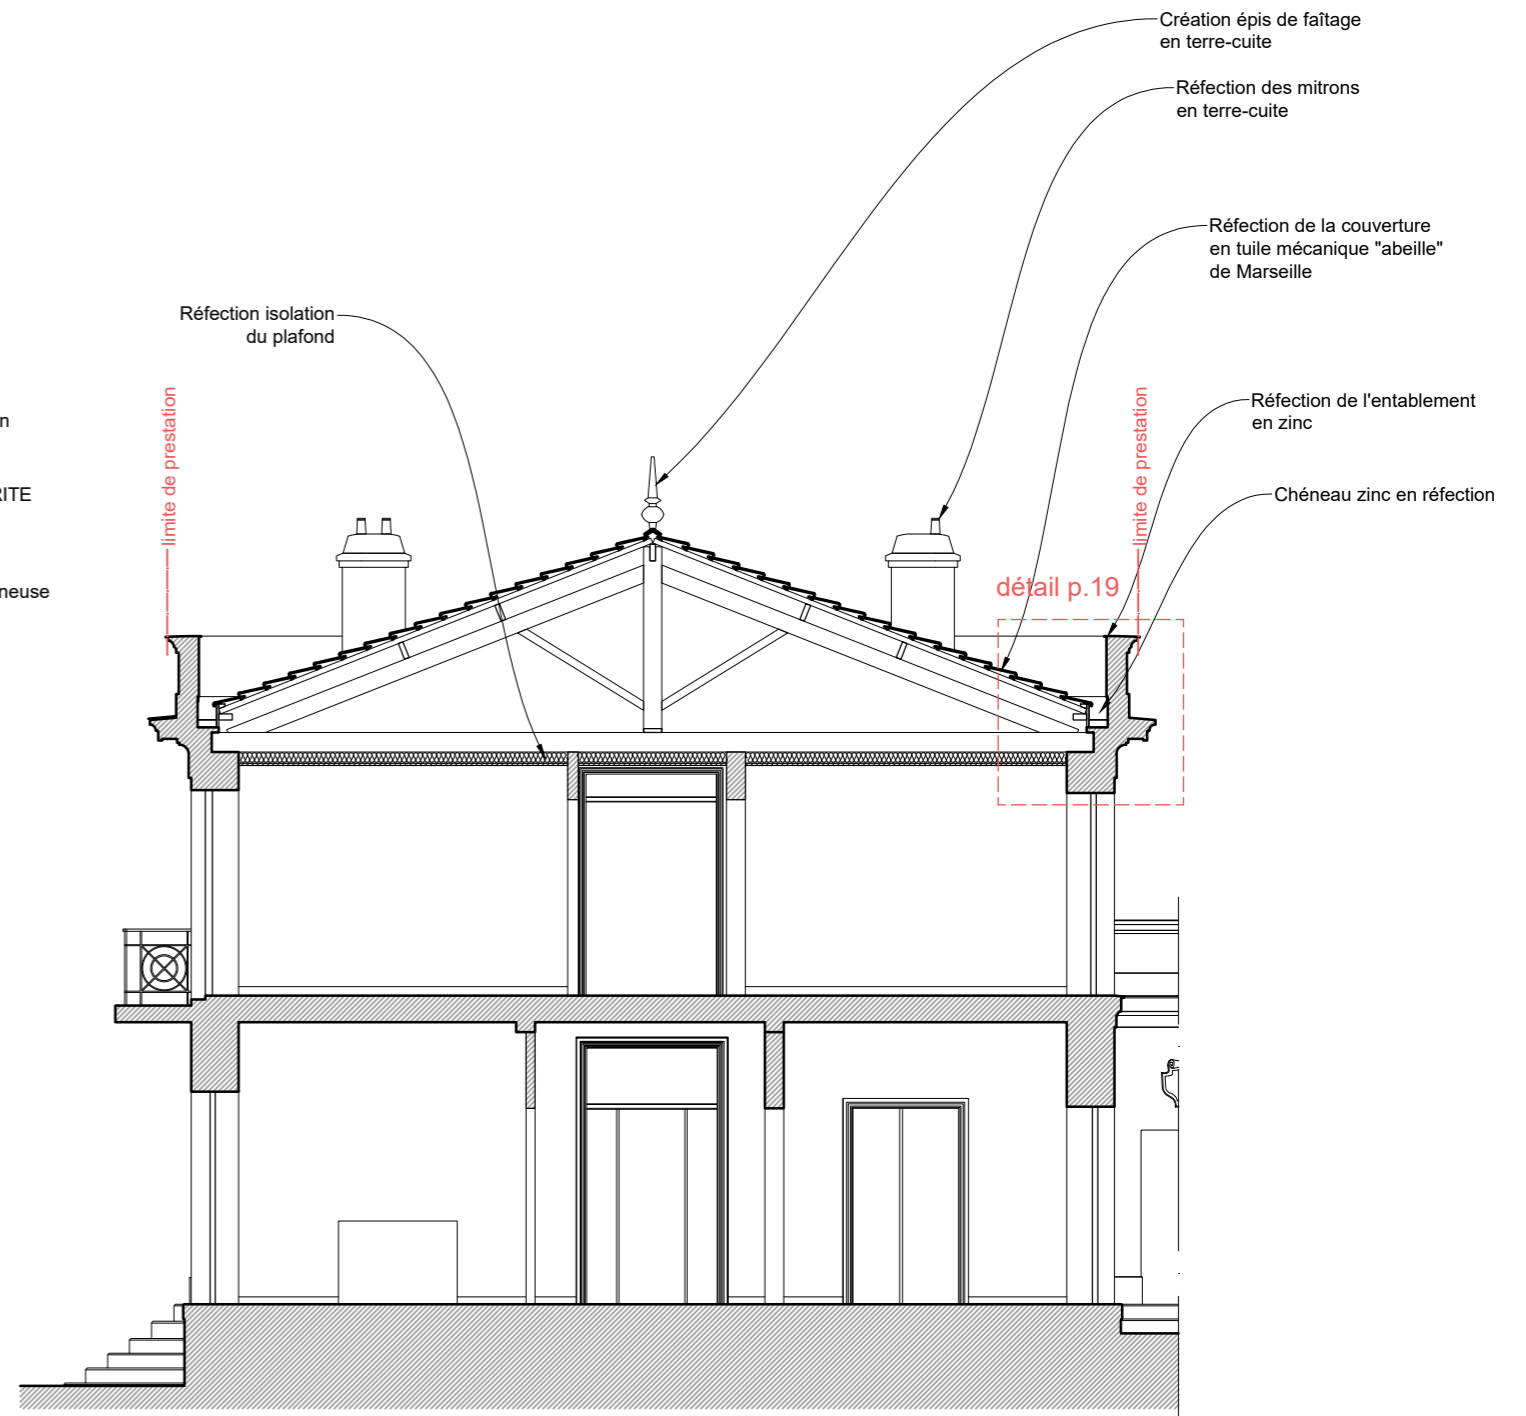 Création épis de faîtage
en terre-cuite
Réfection des mitrons
en terre-cuite
Réfection de la couverture
en tuile mécanique "abeille"
de Marseille
Réfection isolation
du plafond
limite de prestation
limite de prestation
Réfection de l'entablement
en zinc
Chéneau zinc en réfection
détail p.19
n
RITE
neuse